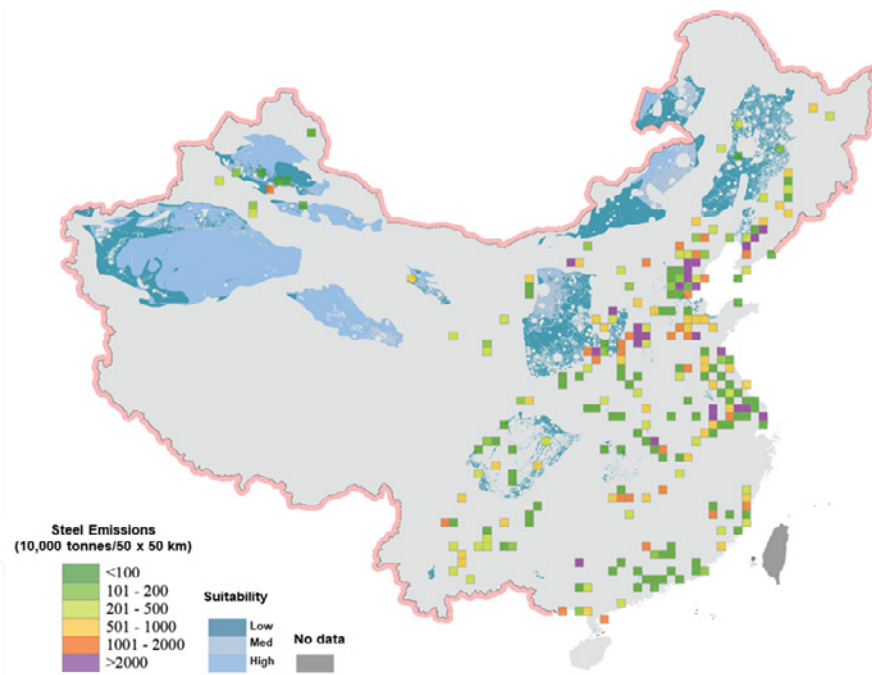 Steel Emissions
(10,000 tonnes/50 x 50 km)
<100
101 - 200
201 - 500
501 - 1000
1001 - 2000
>2000
Suitability
Low
Med
High
No data